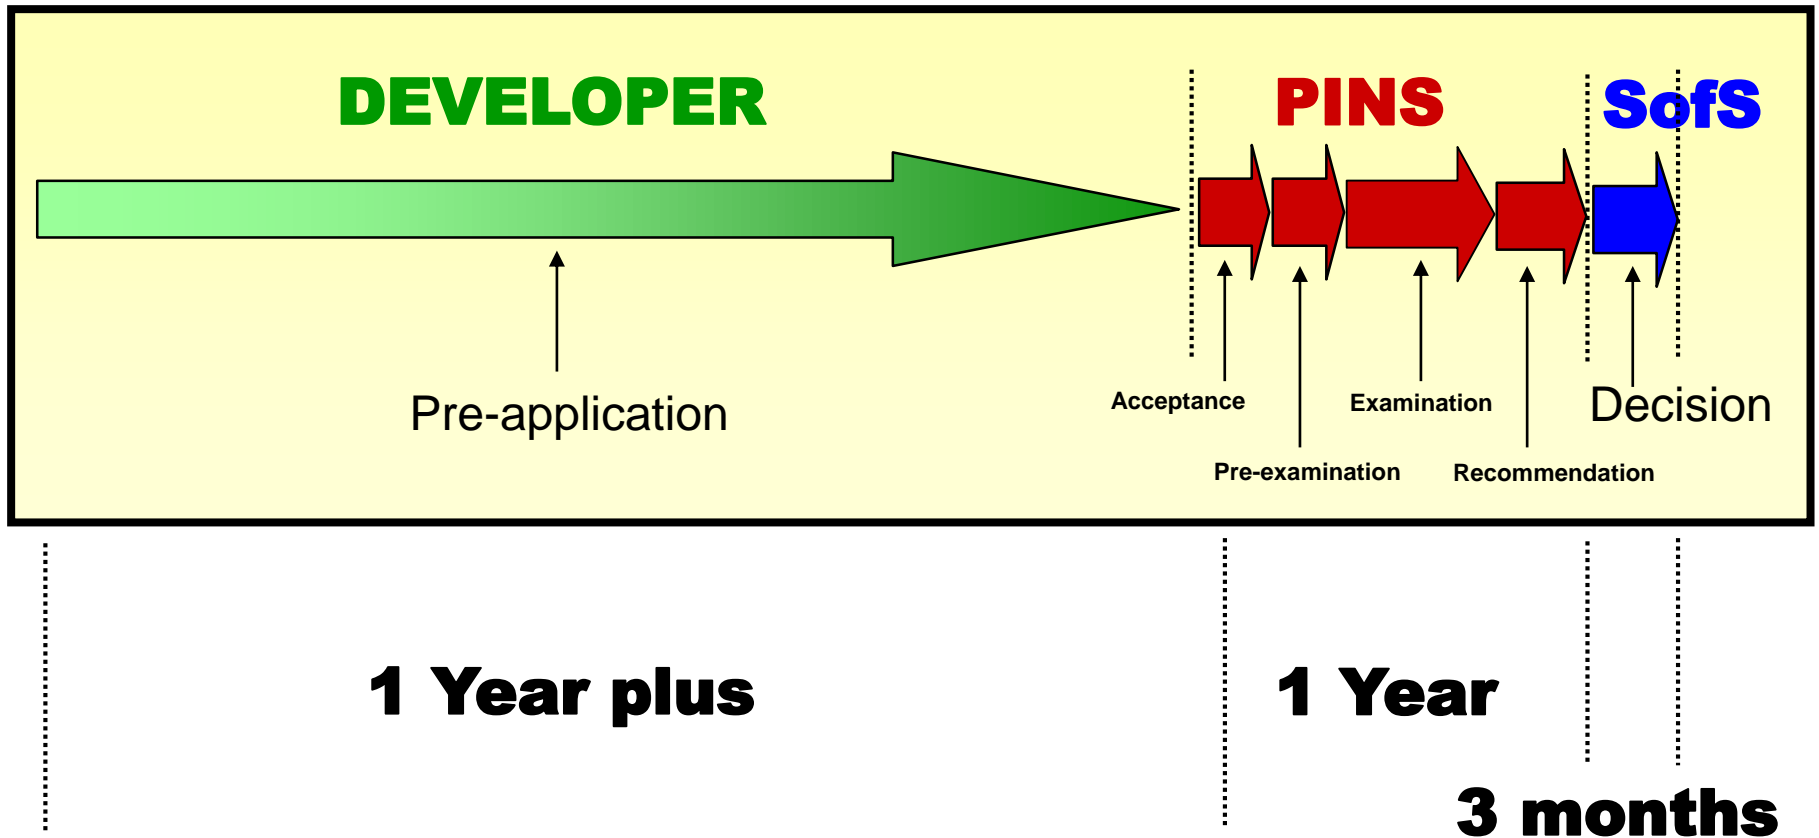 DEVELOPER
PINS
SofS
Pre-application
Acceptance
Examination
Decision
Pre-examination
Recommendation
1 Year plus
1 Year
3 months